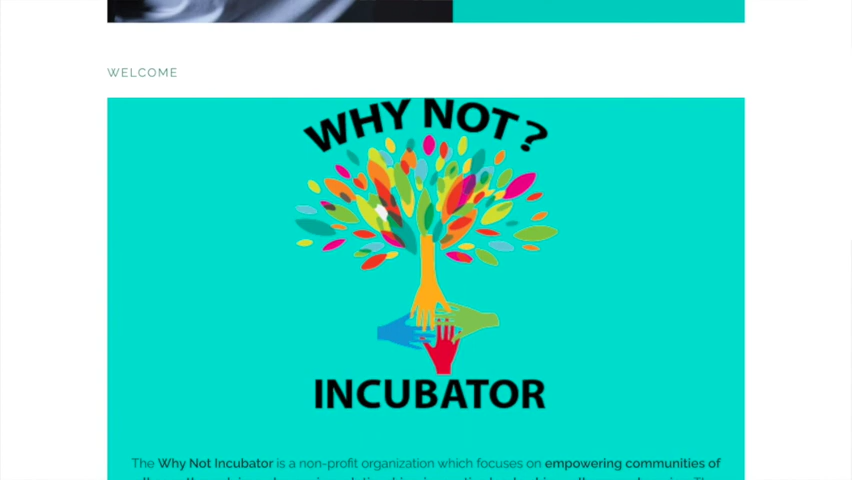 WELCOME
WHY NOT?
INCUBATOR
The Why Not Incubator is a non-profit organization which focuses on empowering communities of